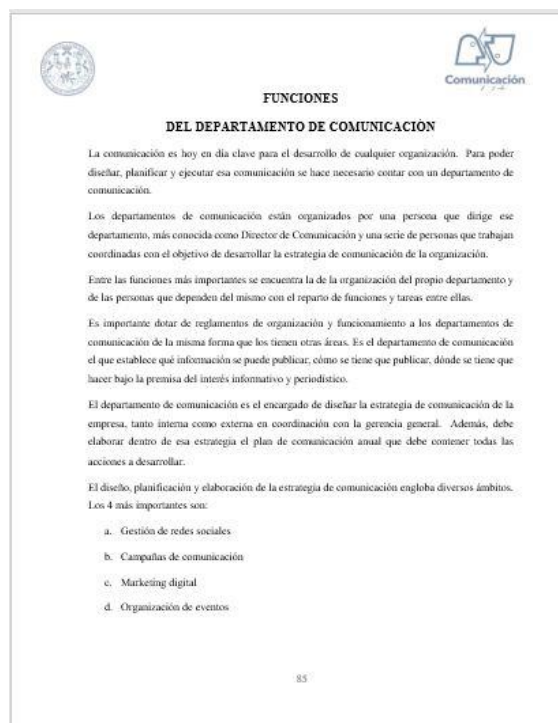 Comunicación
FUNCIONES
DEL DEPARTAMENTO DE COMUNICACIÓN
La comunicación es hoy en día clave para el desarrollo de cualquier organización. Para poder
diseñar, planificar y ejecutar esa comunicación se hace necesario contar con un departamento de
comunicación.
Los departamentos de comunicación están organizados por una persona que dirige ese
departamento, más conocida como Director de Comunicación y una serie de personas que trabajan
coordinadas con el objetivo de desarrollar la estrategia de comunicación de la organización.
Entre las funciones más importantes se encuentra la de la organización del propio departamento y
de las personas que dependen del mismo con el reparto de funciones y tareas entre ellas.
Es importante dotar de reglamentos de organización y funcionamiento a los departamentos de
comunicación de la misma forma que los tienen otras áreas. Es el departamento de comunicación
el que establece qué información se puede publicar, cómo se tiene que publicar, dónde se tiene que
hacer bajo la premisa del interés informativo y periodístico.
El departamento de comunicación es el encargado de diseñar la estrategia de comunicación de la
empresa, tanto interna como externa en coordinación con la gerencia general. Además, debe
elaborar dentro de esa estrategia el plan de comunicación anual que debe contener todas las
acciones a desarrollar.
El diseño, planificación y elaboración de la estrategia de comunicación engloba diversos ámbitos.
Los 4 más importantes son:
a. Gestión de redes sociales
b. Campañas de comunicación
c. Marketing digital
d. Organización de eventos
85